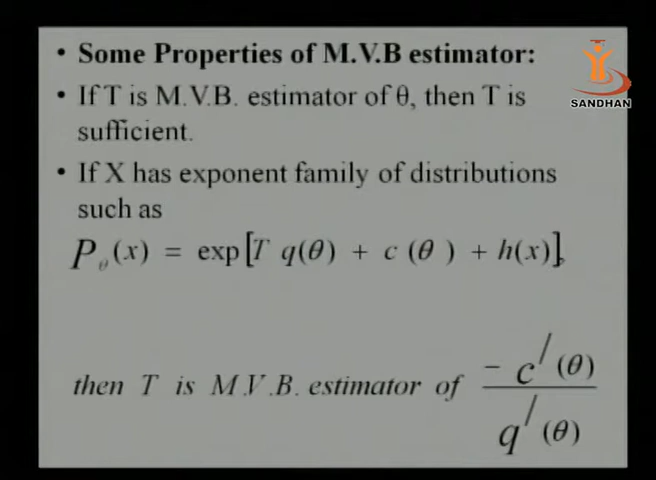 • Some Properties of M.V.B estimator:
• If T is M.V.B. estimator of θ, then T is
sufficient.
• If X has exponent family of distributions
such as
P_θ(x) = exp[T q(θ) + c (θ ) + h(x)],
then T is M.V.B. estimator of − c′(θ) / q′(θ)
SANDHAN